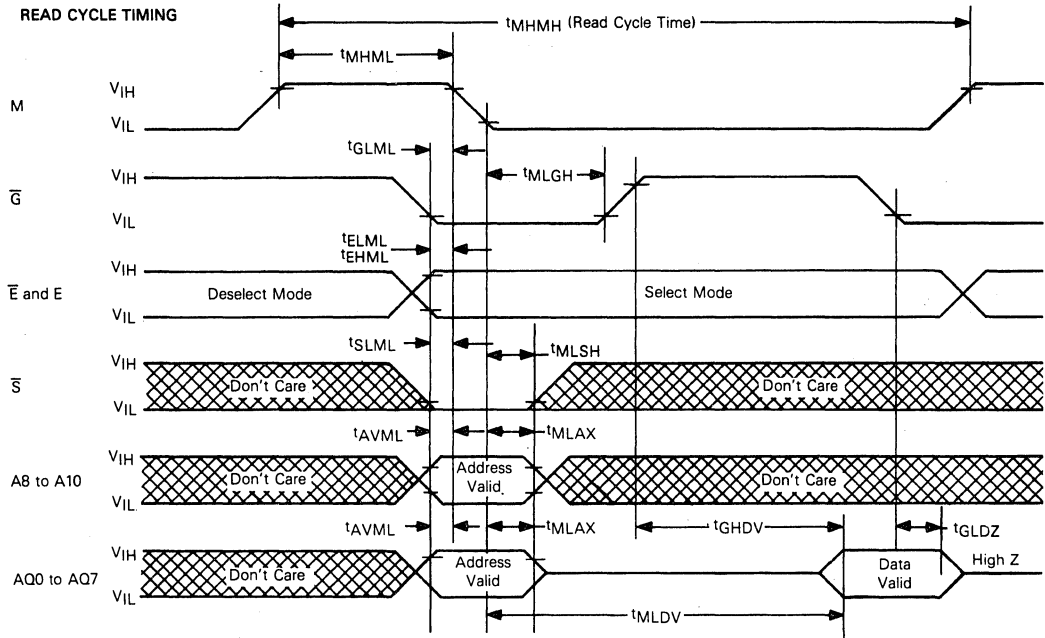 READ CYCLE TIMING
tMHMH (Read Cycle Time)
tMHML
M
VIH
VIL
tGLML
tMLGH
G̅
VIH
VIL
tELML
tEHML
E̅ and E
VIH
VIL
Deselect Mode
Select Mode
tSLML
tMLSH
S̅
VIH
VIL
Don't Care
Don't Care
tAVML
tMLAX
A8 to A10
VIH
VIL.
Don't Care
Address
Valid
Don't Care
tAVML
tMLAX
tGHDV
tGLDZ
AQ0 to AQ7
VIH
VIL
Don't Care
Address
Valid
Data
Valid
High Z
tMLDV